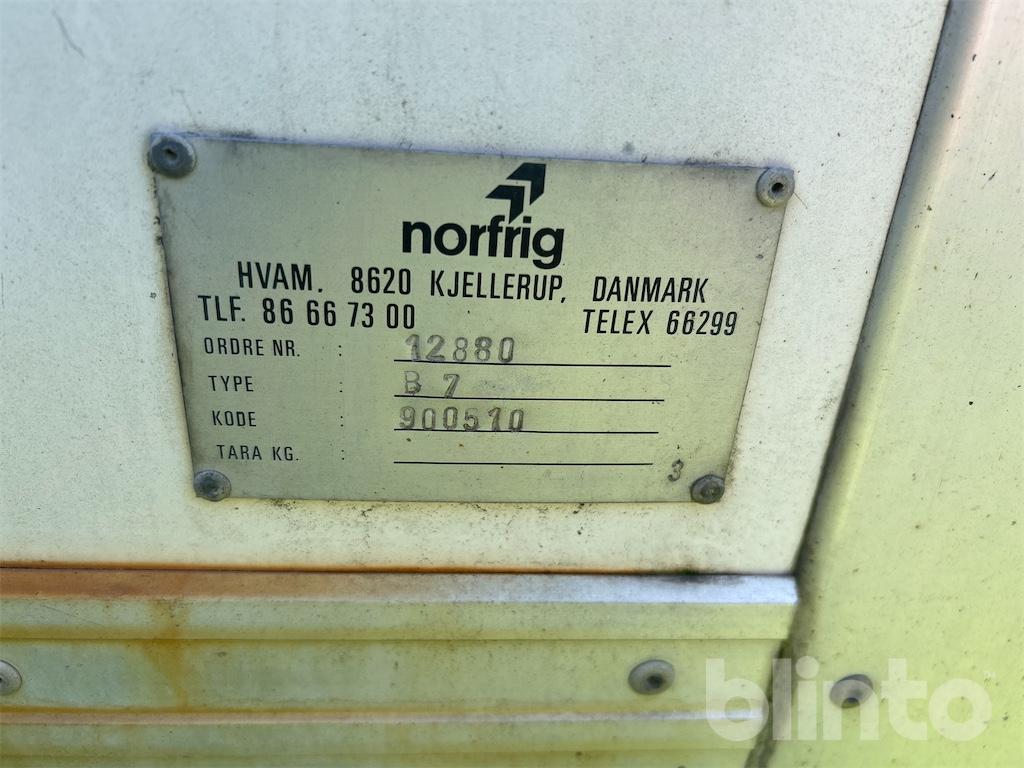 norfrig
HVAM, 8620 KJELLERUP, DANMARK
TLF. 86 66 73 00 TELEX 66299
ORDRE NR. : 12880
TYPE : B 7
KODE : 900510
TARA KG. :
3
blinto